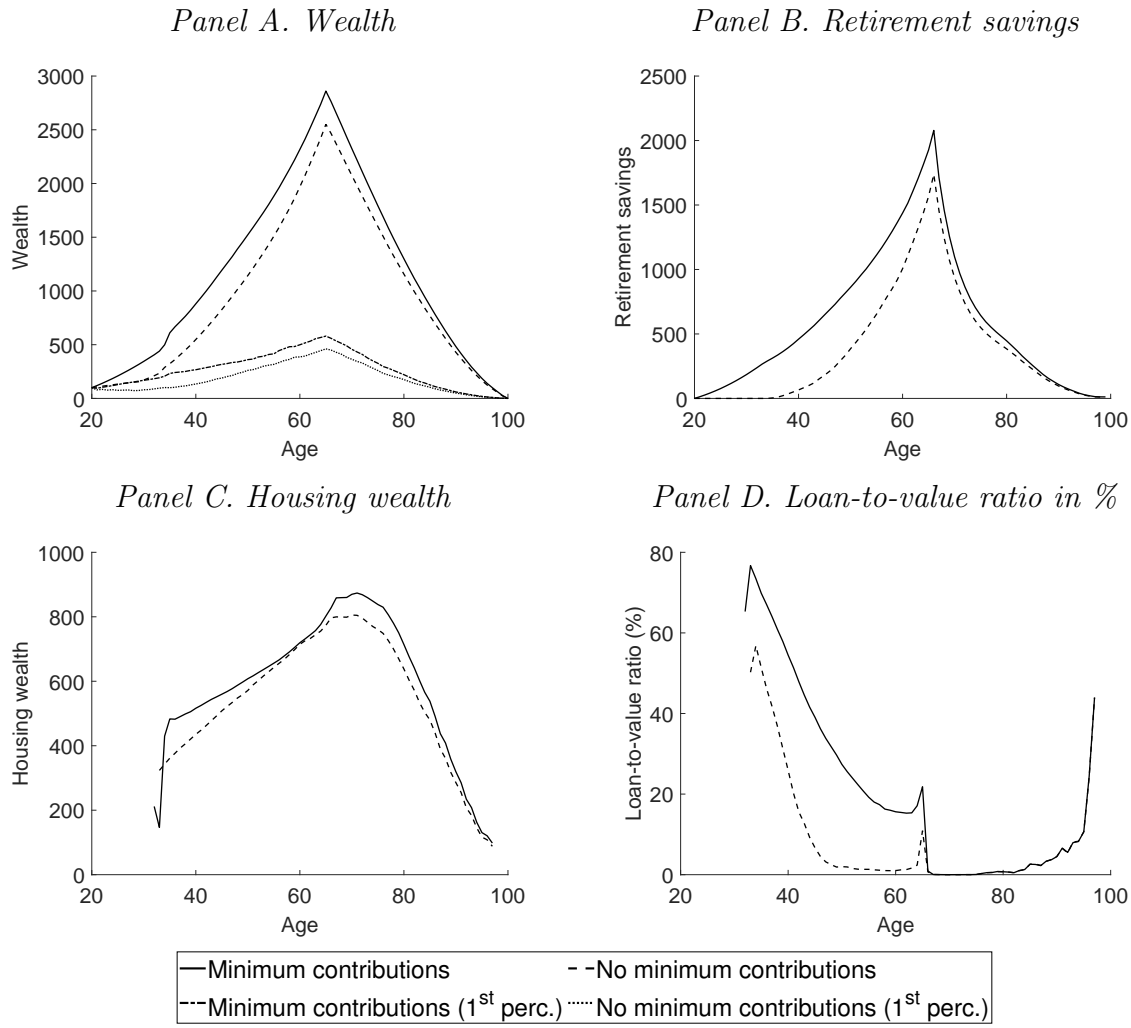 Panel A. Wealth
3000
2500
2000
1500
1000
500
0
Wealth
20 40 60 80 100
Age
Panel B. Retirement savings
2500
2000
1500
1000
500
0
Retirement savings
20 40 60 80 100
Age
Panel C. Housing wealth
1000
800
600
400
200
0
Housing wealth
20 40 60 80 100
Age
Panel D. Loan-to-value ratio in %
80
60
40
20
0
Loan-to-value ratio (%)
20 40 60 80 100
Age
Minimum contributions
No minimum contributions
Minimum contributions (1st perc.)
No minimum contributions (1st perc.)